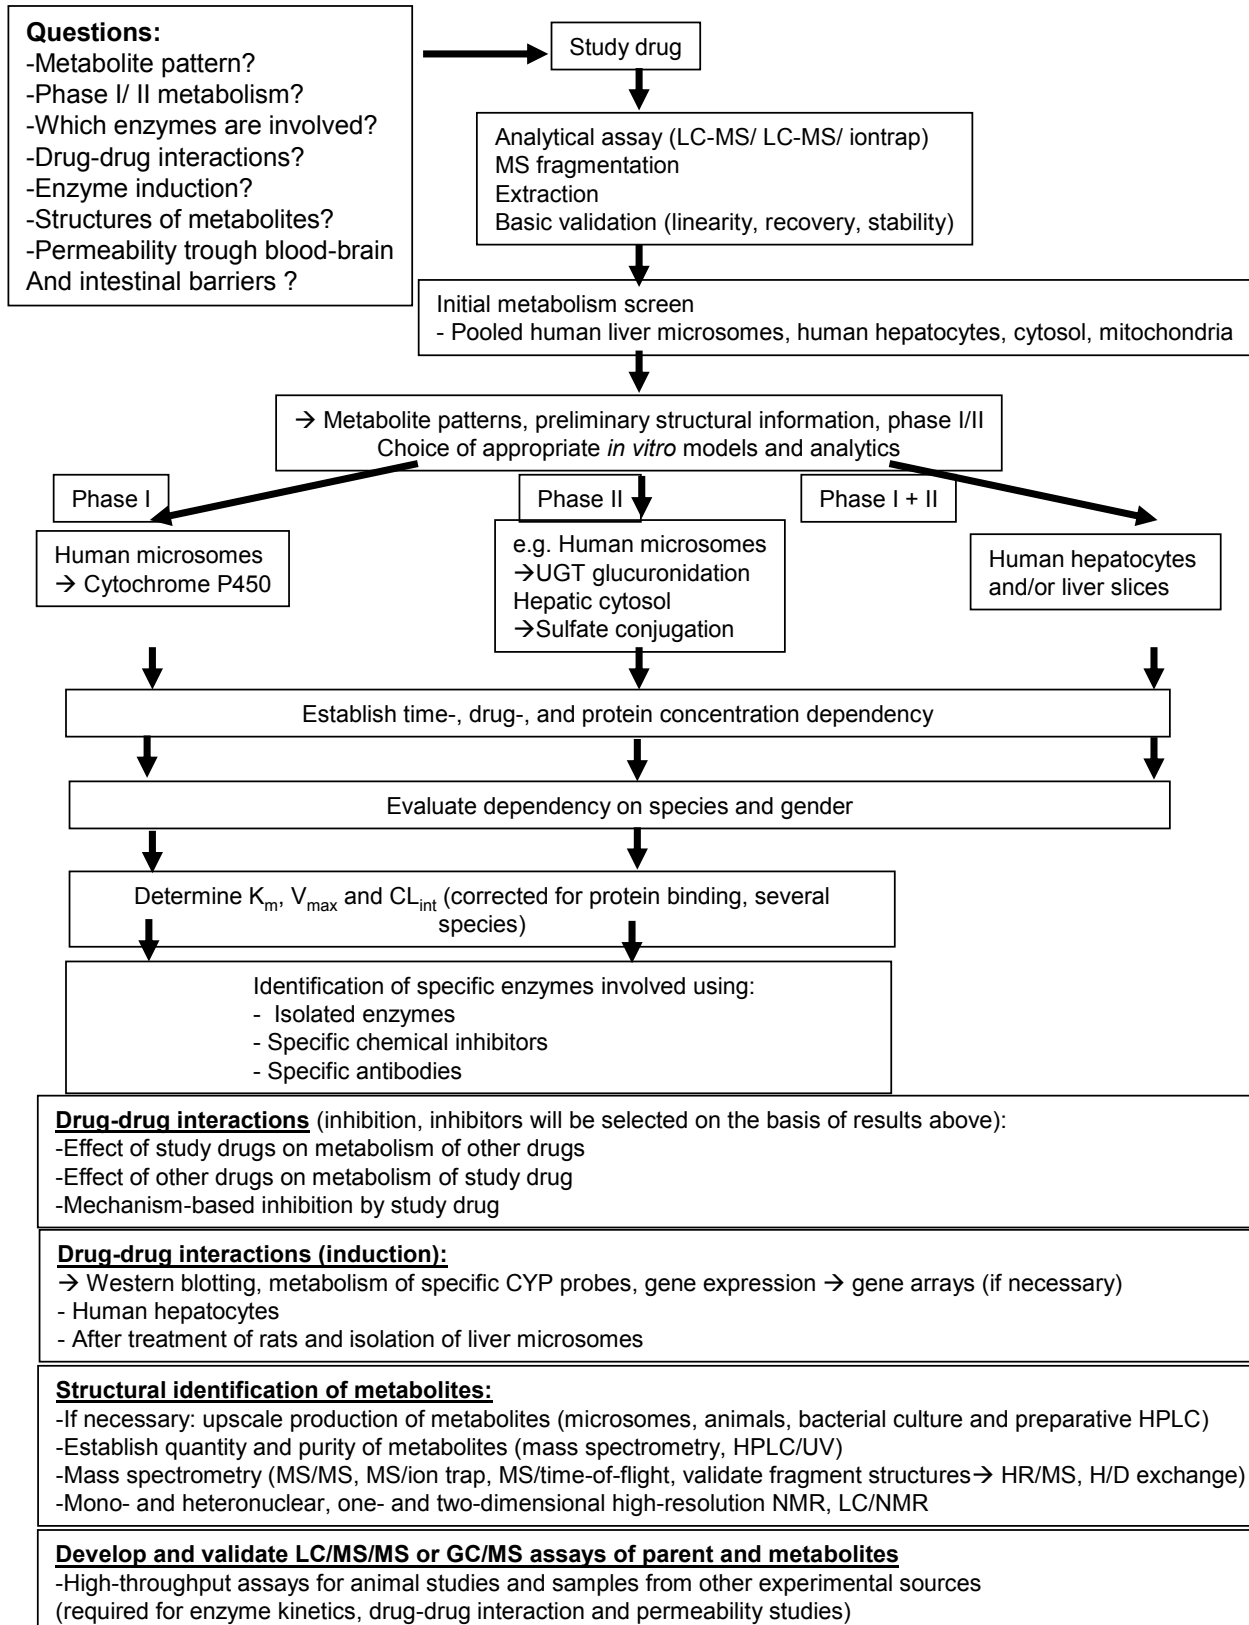 Questions:
-Metabolite pattern?
-Phase I/ II metabolism?
-Which enzymes are involved?
-Drug-drug interactions?
-Enzyme induction?
-Structures of metabolites?
-Permeability trough blood-brain
And intestinal barriers ?
Study drug
Analytical assay (LC-MS/ LC-MS/ iontrap)
MS fragmentation
Extraction
Basic validation (linearity, recovery, stability)
Initial metabolism screen
- Pooled human liver microsomes, human hepatocytes, cytosol, mitochondria
→ Metabolite patterns, preliminary structural information, phase I/II
Choice of appropriate in vitro models and analytics
Phase I
Phase II
Phase I + II
Human microsomes
→ Cytochrome P450
e.g. Human microsomes
→UGT glucuronidation
Hepatic cytosol
→Sulfate conjugation
Human hepatocytes
and/or liver slices
Establish time-, drug-, and protein concentration dependency
Evaluate dependency on species and gender
Determine Km, Vmax and CLint (corrected for protein binding, several
species)
Identification of specific enzymes involved using:
- Isolated enzymes
- Specific chemical inhibitors
- Specific antibodies
Drug-drug interactions (inhibition, inhibitors will be selected on the basis of results above):
-Effect of study drugs on metabolism of other drugs
-Effect of other drugs on metabolism of study drug
-Mechanism-based inhibition by study drug
Drug-drug interactions (induction):
→ Western blotting, metabolism of specific CYP probes, gene expression → gene arrays (if necessary)
- Human hepatocytes
- After treatment of rats and isolation of liver microsomes
Structural identification of metabolites:
-If necessary: upscale production of metabolites (microsomes, animals, bacterial culture and preparative HPLC)
-Establish quantity and purity of metabolites (mass spectrometry, HPLC/UV)
-Mass spectrometry (MS/MS, MS/ion trap, MS/time-of-flight, validate fragment structures→ HR/MS, H/D exchange)
-Mono- and heteronuclear, one- and two-dimensional high-resolution NMR, LC/NMR
Develop and validate LC/MS/MS or GC/MS assays of parent and metabolites
-High-throughput assays for animal studies and samples from other experimental sources
(required for enzyme kinetics, drug-drug interaction and permeability studies)